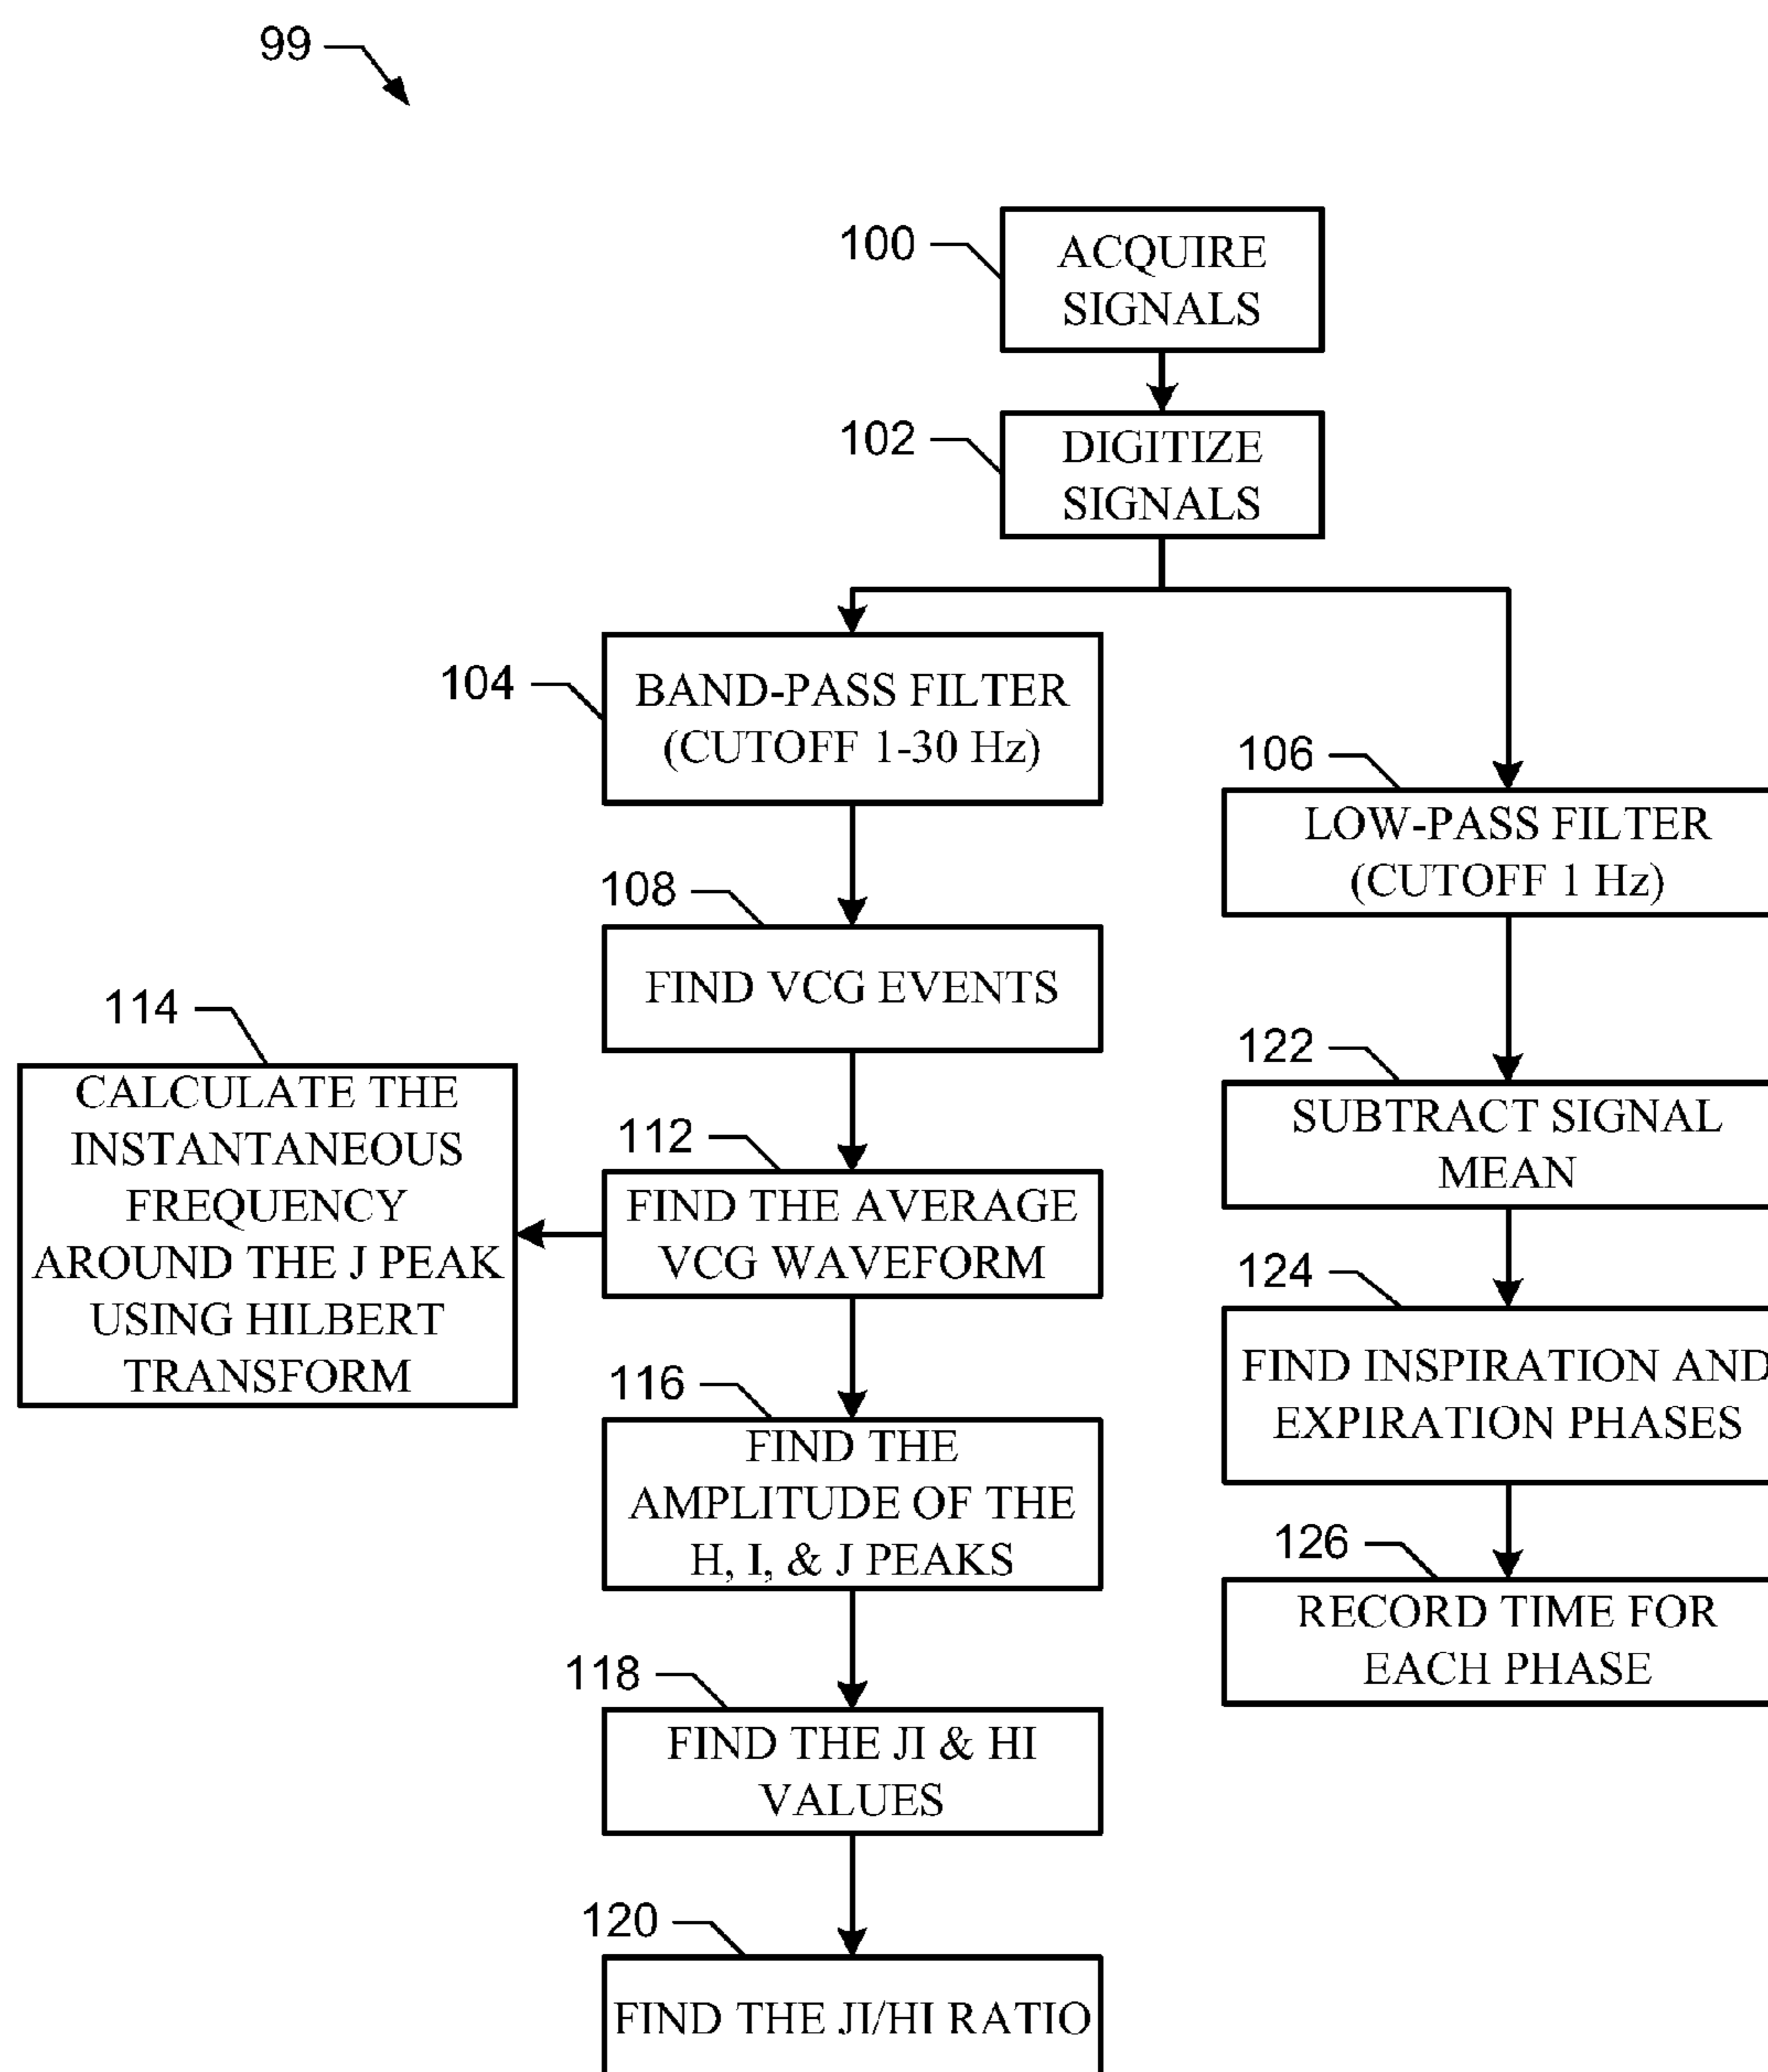 99
100
ACQUIRE
SIGNALS
102
DIGITIZE
SIGNALS
104
BAND-PASS FILTER
(CUTOFF 1-30 Hz)
106
LOW-PASS FILTER
(CUTOFF 1 Hz)
108
FIND VCG EVENTS
114
CALCULATE THE
INSTANTANEOUS
FREQUENCY
AROUND THE J PEAK
USING HILBERT
TRANSFORM
112
FIND THE AVERAGE
VCG WAVEFORM
122
SUBTRACT SIGNAL
MEAN
124
FIND INSPIRATION AND
EXPIRATION PHASES
116
FIND THE
AMPLITUDE OF THE
H, I, & J PEAKS
126
RECORD TIME FOR
EACH PHASE
118
FIND THE JI & HI
VALUES
120
FIND THE JI/HI RATIO